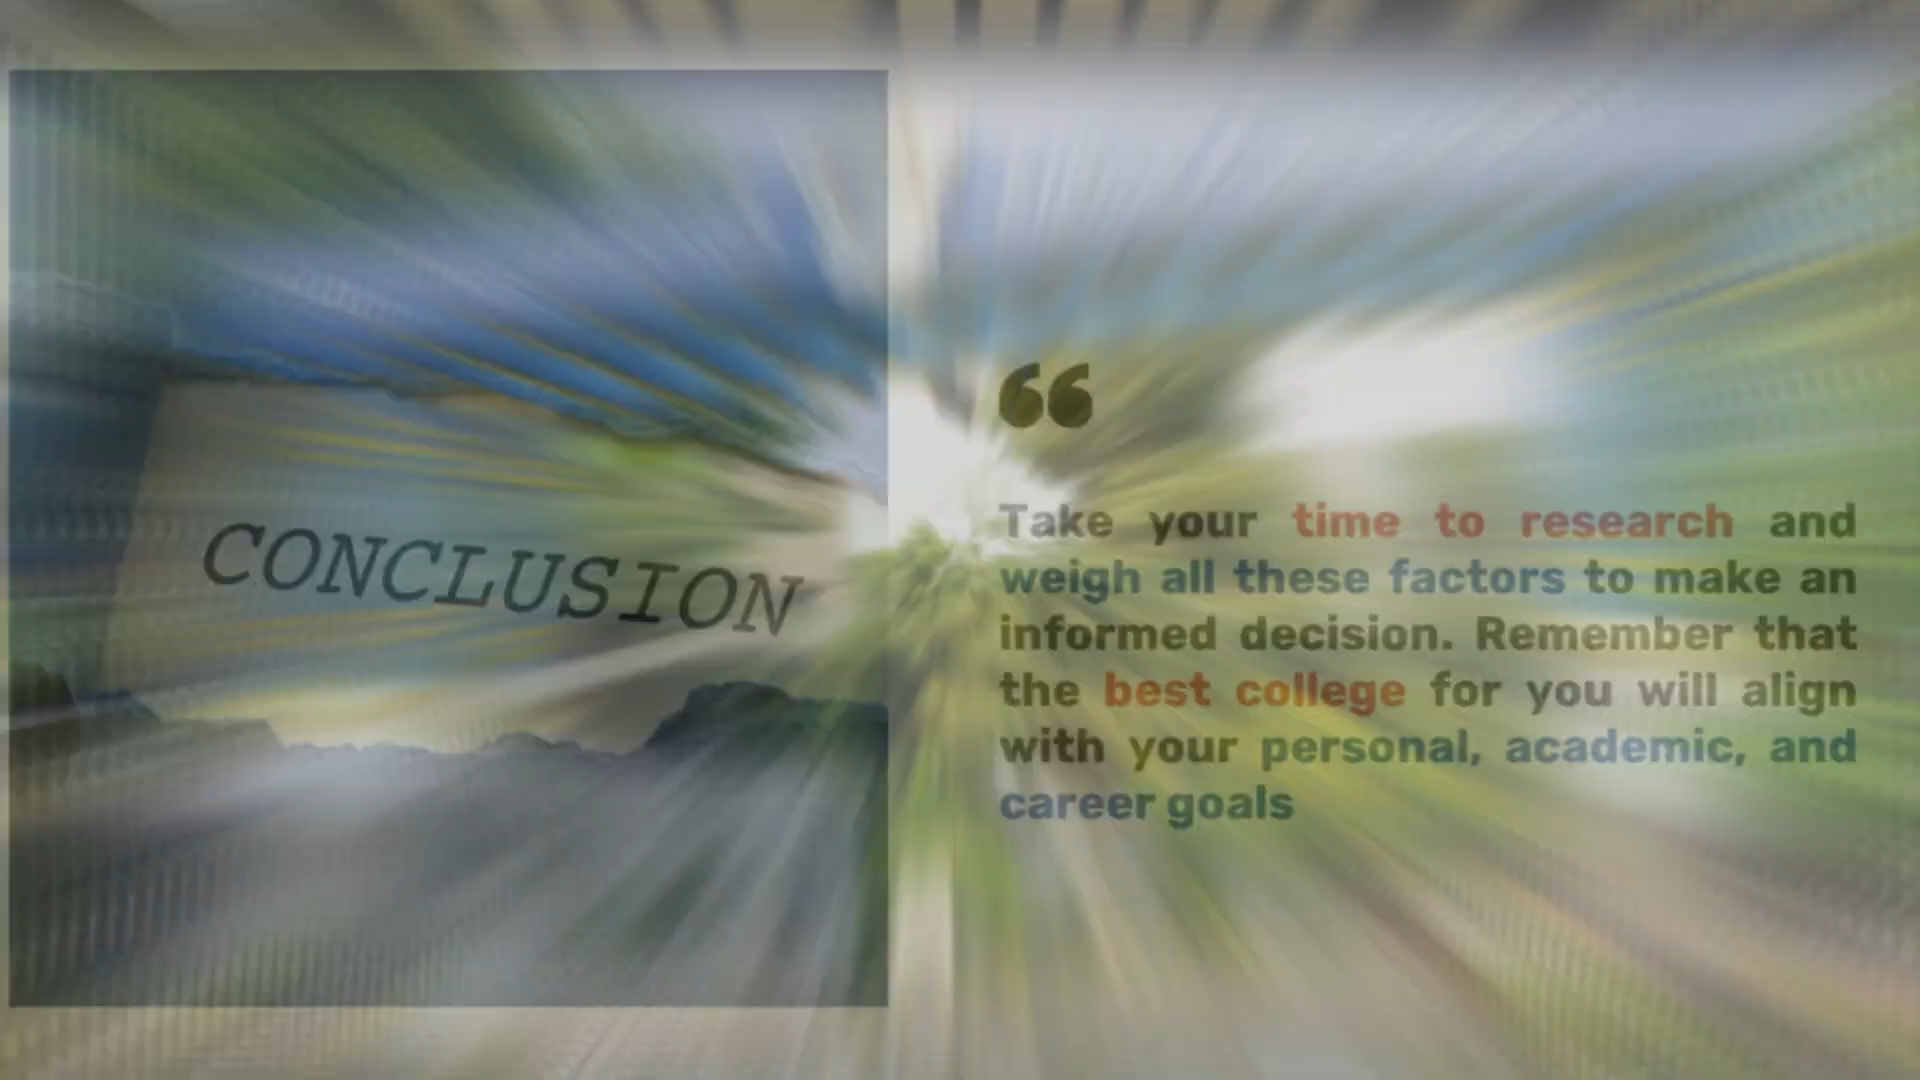 CONCLUSION
❝
Take your time to research and
weigh all these factors to make an
informed decision. Remember that
the best college for you will align
with your personal, academic, and
career goals